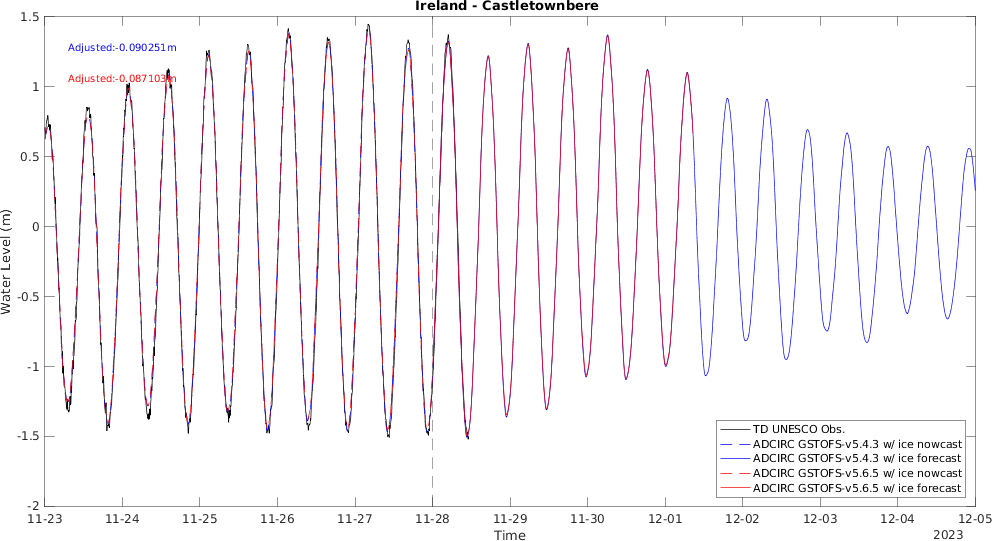 Ireland - Castletownbere
1.5
Adjusted:-0.090251m
Adjusted:-0.087103m
1
0.5
0
-0.5
-1
-1.5
-2
Water Level (m)
TD UNESCO Obs.
ADCIRC GSTOFS-v5.4.3 w/ ice nowcast
ADCIRC GSTOFS-v5.4.3 w/ ice forecast
ADCIRC GSTOFS-v5.6.5 w/ ice nowcast
ADCIRC GSTOFS-v5.6.5 w/ ice forecast
11-23 11-24 11-25 11-26 11-27 11-28 11-29 11-30 12-01 12-02 12-03 12-04 12-05
Time
2023